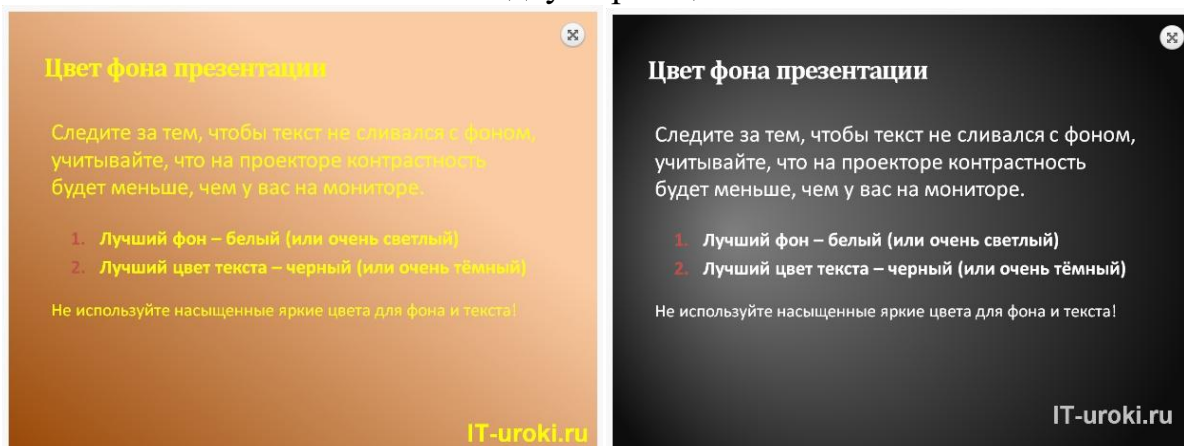 Цвет фона презентации
Следите за тем, чтобы текст не сливался с фоном,
учитывайте, что на проекторе контрастность
будет меньше, чем у вас на мониторе.
1. Лучший фон – белый (или очень светлый)
2. Лучший цвет текста – черный (или очень тёмный)
Не используйте насыщенные яркие цвета для фона и текста!
IT-uroki.ru
Цвет фона презентации
Следите за тем, чтобы текст не сливался с фоном,
учитывайте, что на проекторе контрастность
будет меньше, чем у вас на мониторе.
1. Лучший фон – белый (или очень светлый)
2. Лучший цвет текста – черный (или очень тёмный)
Не используйте насыщенные яркие цвета для фона и текста!
IT-uroki.ru